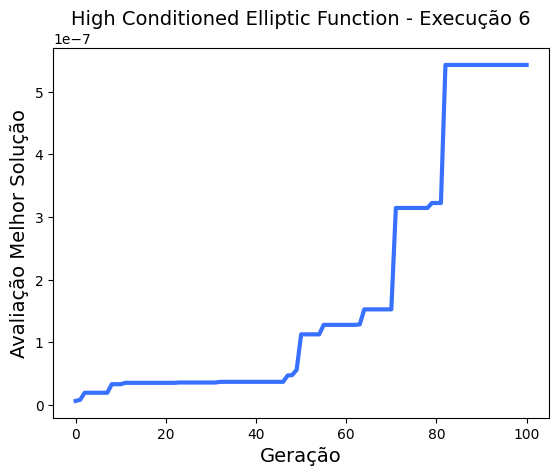 High Conditioned Elliptic Function - Execução 6
1e−7
5
4
3
2
1
0
Avaliação Melhor Solução
0 20 40 60 80 100
Geração